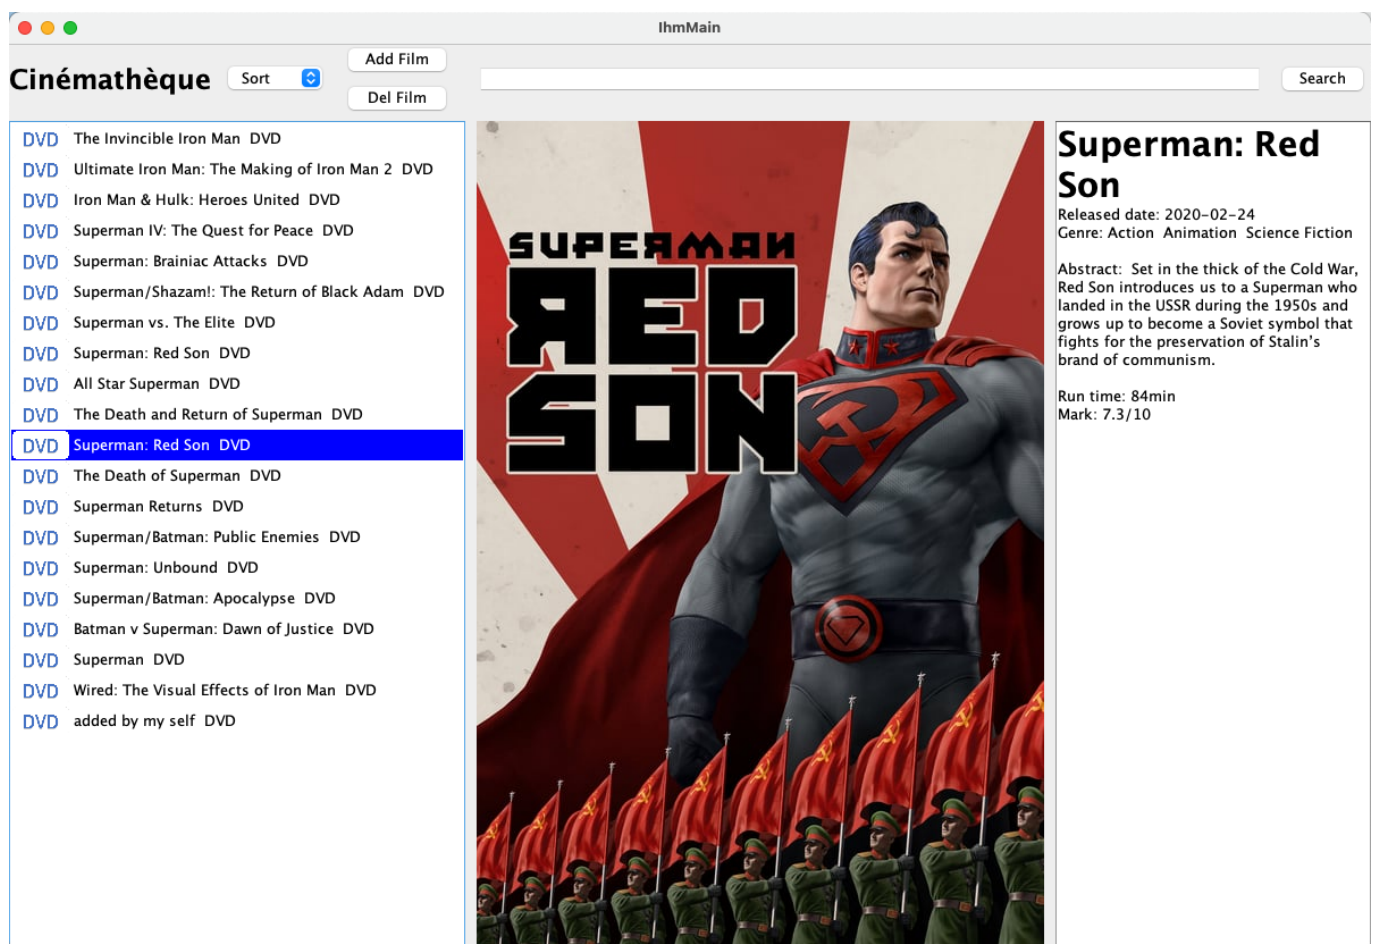 IhmMain
Cinémathèque
Sort
Add Film
Del Film
Search
DVD The Invincible Iron Man DVD
DVD Ultimate Iron Man: The Making of Iron Man 2 DVD
DVD Iron Man & Hulk: Heroes United DVD
DVD Superman IV: The Quest for Peace DVD
DVD Superman: Brainiac Attacks DVD
DVD Superman/Shazam!: The Return of Black Adam DVD
DVD Superman vs. The Elite DVD
DVD Superman: Red Son DVD
DVD All Star Superman DVD
DVD The Death and Return of Superman DVD
DVD Superman: Red Son DVD
DVD The Death of Superman DVD
DVD Superman Returns DVD
DVD Superman/Batman: Public Enemies DVD
DVD Superman: Unbound DVD
DVD Superman/Batman: Apocalypse DVD
DVD Batman v Superman: Dawn of Justice DVD
DVD Superman DVD
DVD Wired: The Visual Effects of Iron Man DVD
DVD added by my self DVD
SUPEЯMAN
ЯED
SON
Superman: Red
Son
Released date: 2020-02-24
Genre: Action Animation Science Fiction
Abstract: Set in the thick of the Cold War,
Red Son introduces us to a Superman who
landed in the USSR during the 1950s and
grows up to become a Soviet symbol that
fights for the preservation of Stalin's
brand of communism.
Run time: 84min
Mark: 7.3/10